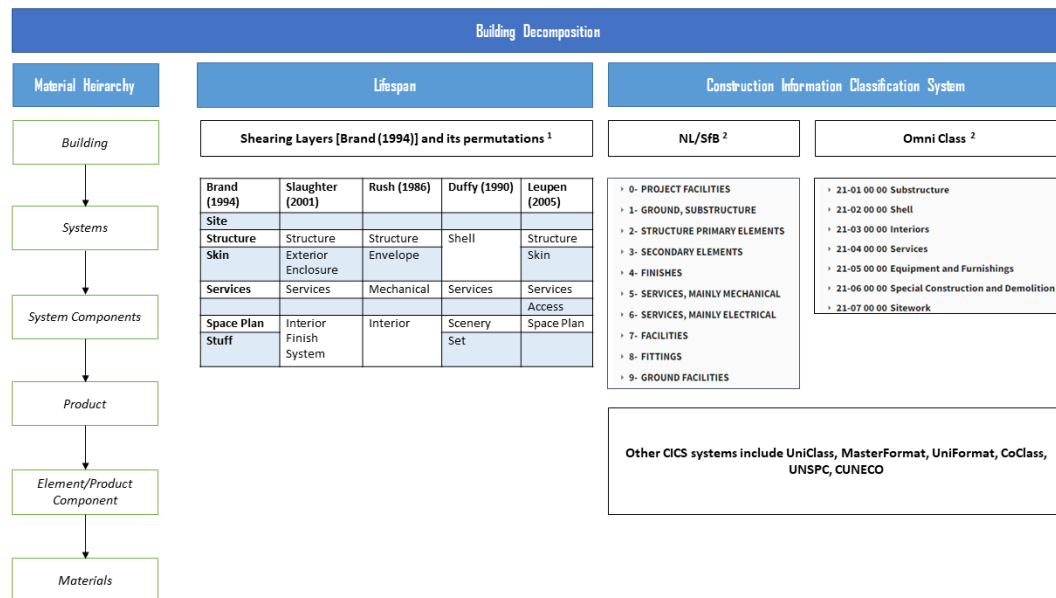 Building Decomposition
Material Heirarchy
Building
Systems
System Components
Product
Element/Product
Component
Materials
Lifespan
Shearing Layers [Brand (1994)] and its permutations 1
Brand (1994) Slaughter (2001) Rush (1986) Duffy (1990) Leupen (2005)
Site
Structure Structure Structure Shell Structure
Skin Exterior Enclosure Envelope Skin
Services Services Mechanical Services Services
Access
Space Plan Interior Finish System Interior Scenery Space Plan
Stuff Set
Construction Information Classification System
NL/SfB 2
0- PROJECT FACILITIES
1- GROUND, SUBSTRUCTURE
2- STRUCTURE PRIMARY ELEMENTS
3- SECONDARY ELEMENTS
4- FINISHES
5- SERVICES, MAINLY MECHANICAL
6- SERVICES, MAINLY ELECTRICAL
7- FACILITIES
8- FITTINGS
9- GROUND FACILITIES
Omni Class 2
21-01 00 00 Substructure
21-02 00 00 Shell
21-03 00 00 Interiors
21-04 00 00 Services
21-05 00 00 Equipment and Furnishings
21-06 00 00 Special Construction and Demolition
21-07 00 00 Sitework
Other CICS systems include UniClass, MasterFormat, UniFormat, CoClass,
UNSPC, CUNECO